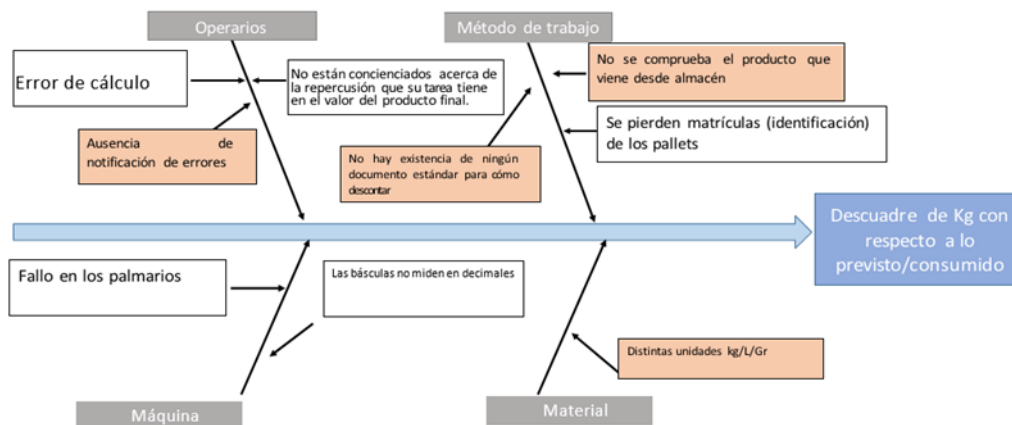 Operarios
Método de trabajo
Error de cálculo
No están concienciados acerca de
la repercusión que su tarea tiene
en el valor del producto final.
No se comprueba el producto que
viene desde almacén
Ausencia de
notificación de errores
No hay existencia de ningún
documento estándar para cómo
descontar
Se pierden matrículas (identificación)
de los pallets
Descuadre de Kg con
respecto a lo
previsto/consumido
Fallo en los palmarios
Las básculas no miden en decimales
Distintas unidades kg/L/Gr
Máquina
Material